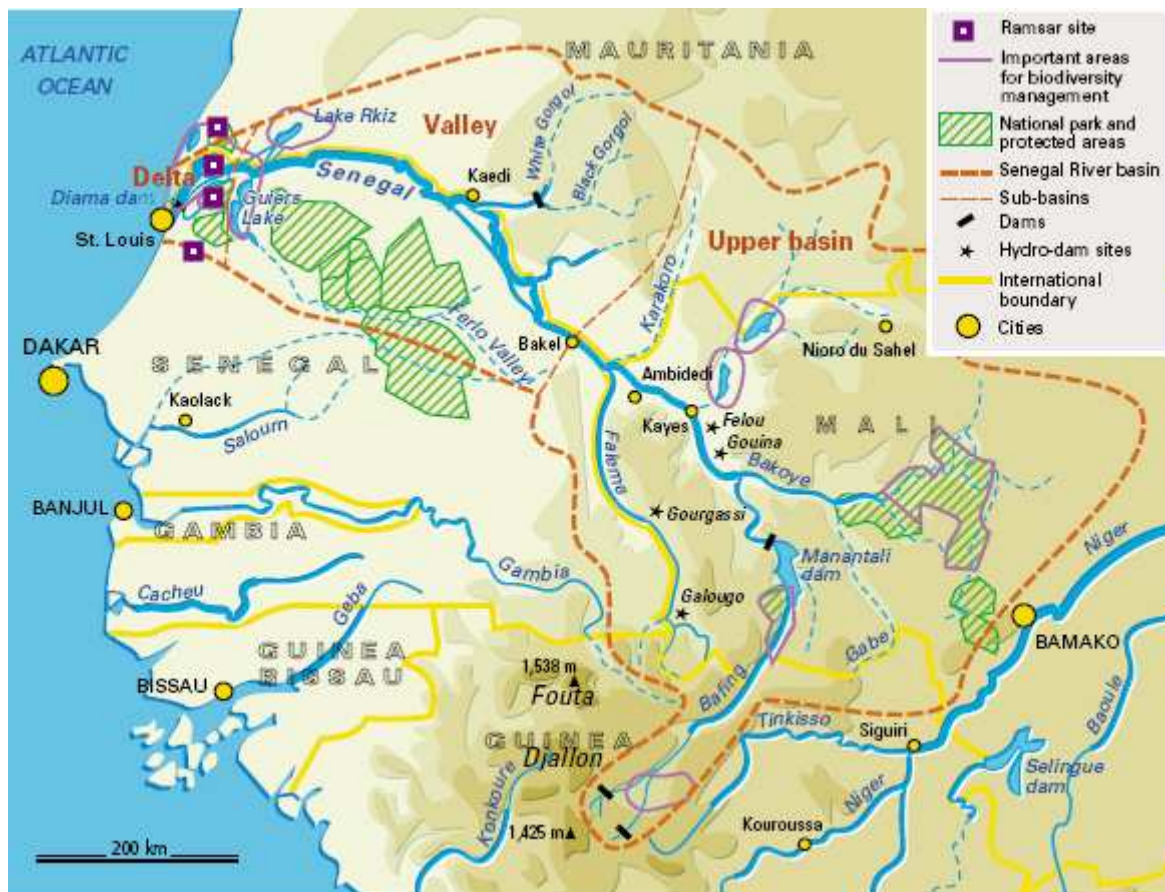 ATLANTIC
OCEAN
MAURITANIA
Ramsar site
Important areas
for biodiversity
management
National park and
protected areas
Senegal River basin
Sub-basins
Dams
Hydro-dam sites
International
boundary
Cities
Lake Rkiz
Valley
White Gorgol
Black Gorgol
Delta
Senegal
Kaedi
Diama dam
Guiers
Lake
St. Louis
Upper basin
Karakoro
Ferlo Valley
Bakel
Nioro du Sahel
DAKAR
SENEGAL
Ambidedi
Kaolack
Kayes
Felou
Gouina
MALI
Salourn
Falema
Bakoye
BANJUL
GAMBIA
Gourgassi
Manantali
dam
Niger
Gambia
Cacheu
Geba
Galougo
BAMAKO
GUINEA
BISSAU
Gabe
1,538 m
Fouta
BISSAU
Bafing
Tinkisso
Baoule
Siguiri
GUINEA
Djallon
Selingue
dam
Konkoure
Niger
1,425 m
Kouroussa
200 km